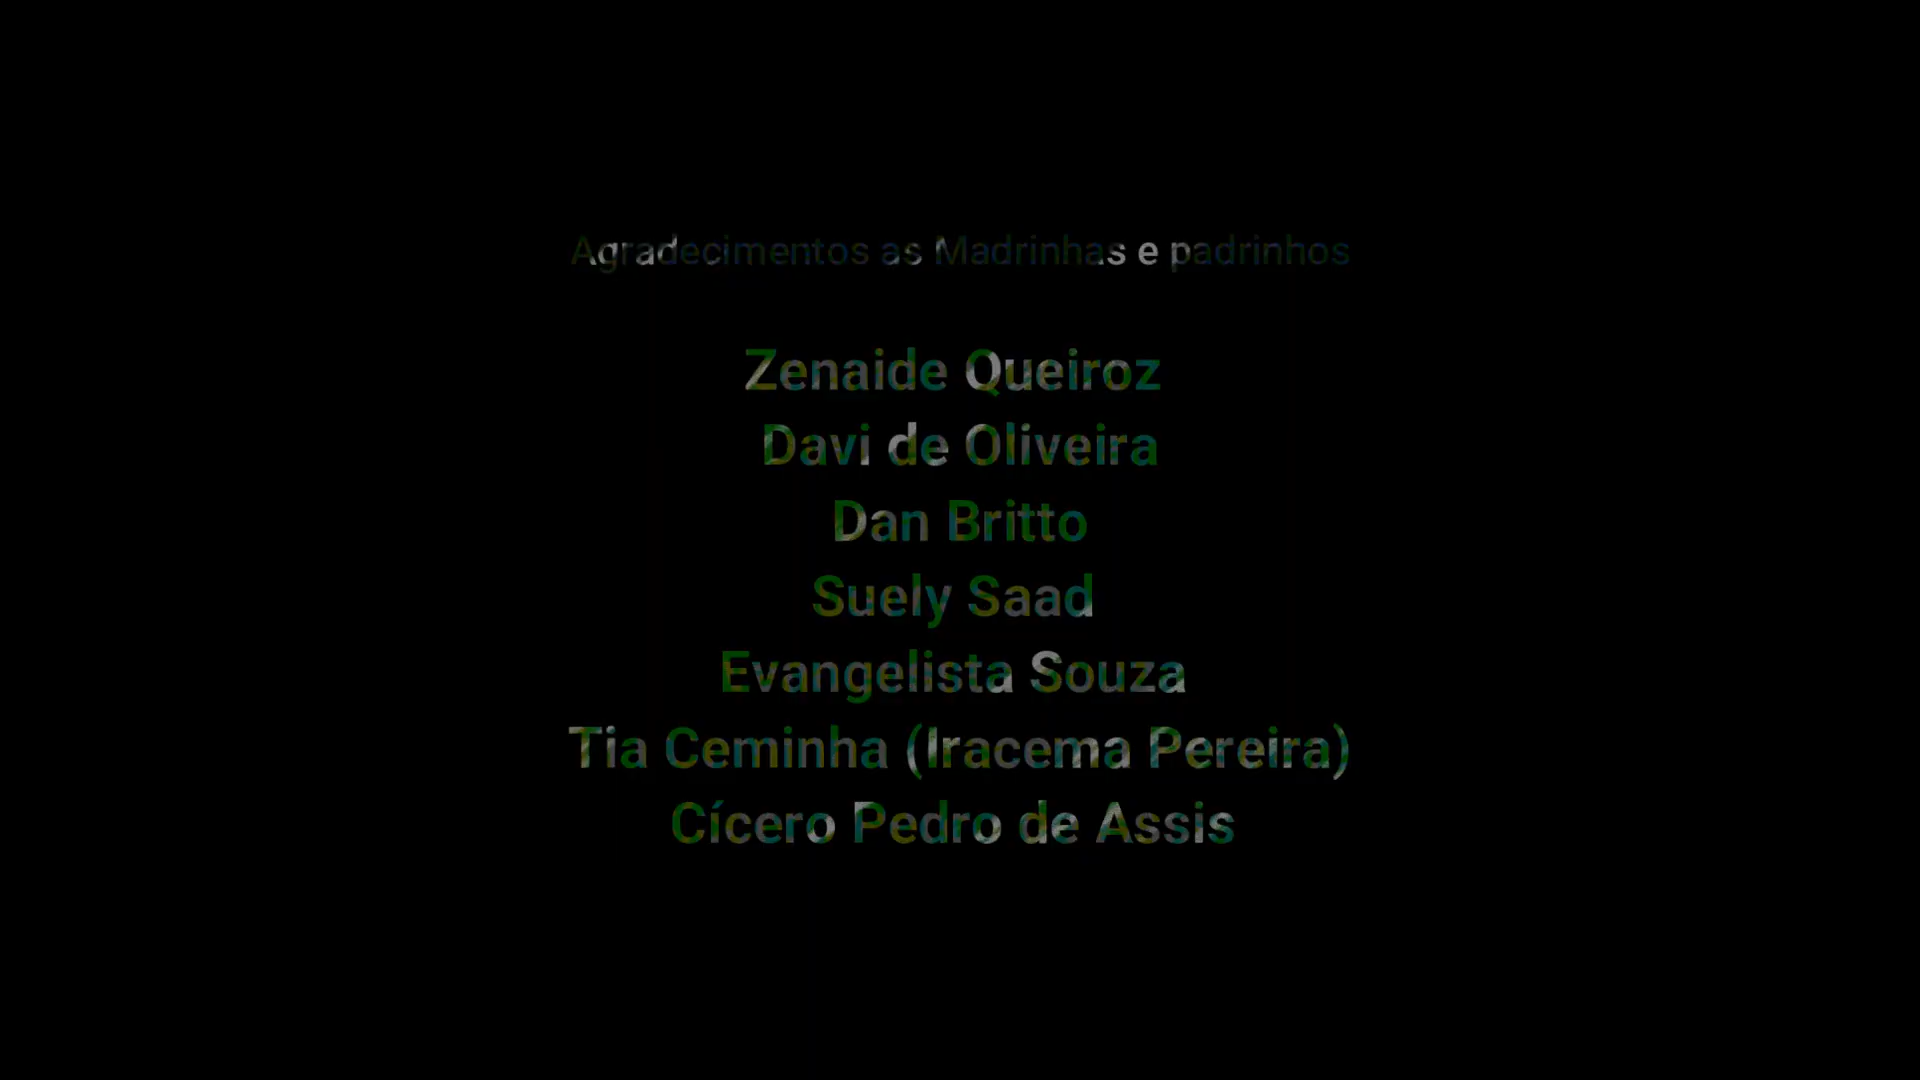 Agradecimentos as Madrinhas e padrinhos
Zenaide Queiroz
Davi de Oliveira
Dan Britto
Suely Saad
Evangelista Souza
Tia Ceminha (Iracema Pereira)
Cícero Pedro de Assis